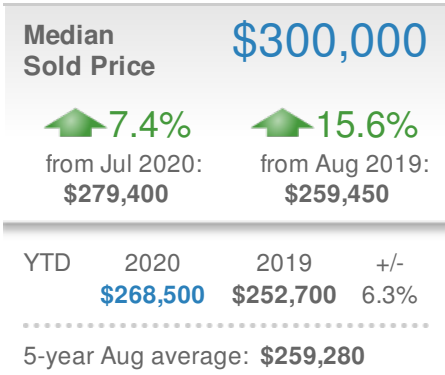 Median $300,000
Sold Price
7.4% 15.6%
from Jul 2020: from Aug 2019:
$279,400 $259,450
YTD 2020 2019 +/-
$268,500 $252,700 6.3%
5-year Aug average: $259,280